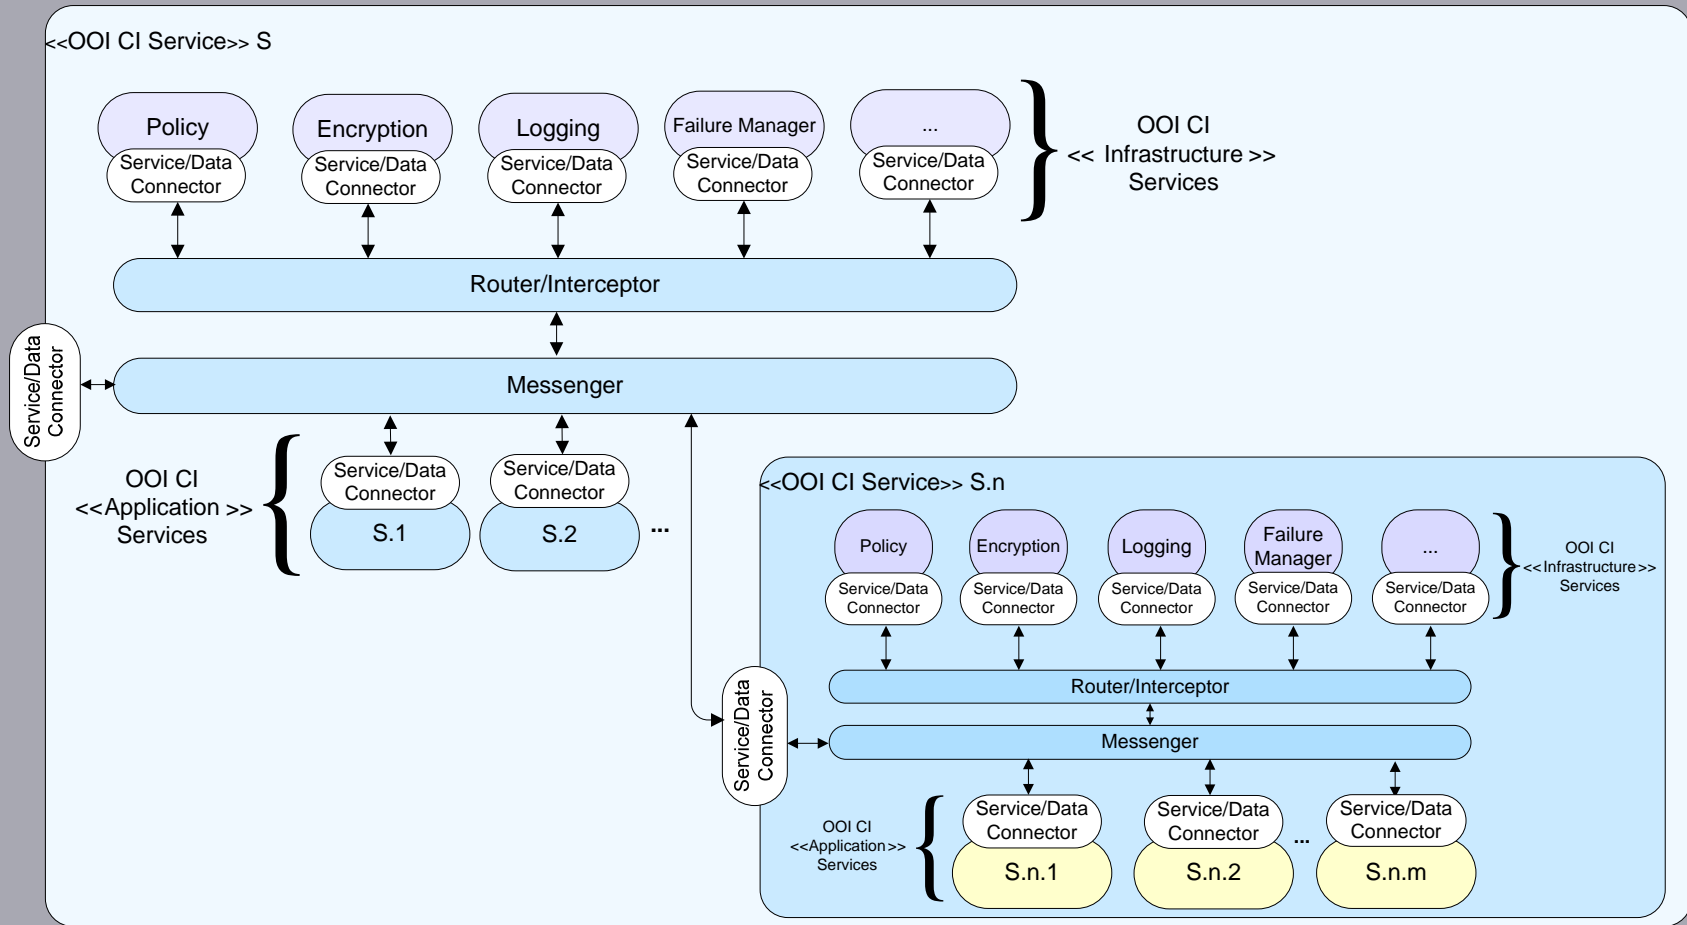 <<OOI CI Service>> S
Policy
Encryption
Logging
Failure Manager
...
Service/Data
Connector
Service/Data
Connector
Service/Data
Connector
Service/Data
Connector
Service/Data
Connector
OOI CI
<< Infrastructure >>
Services
Router/Interceptor
Service/Data
Connector
Messenger
OOI CI
<<Application >>
Services
Service/Data
Connector
S.1
Service/Data
Connector
S.2
...
<<OOI CI Service>> S.n
Policy
Encryption
Logging
Failure
Manager
...
Service/Data
Connector
Service/Data
Connector
Service/Data
Connector
Service/Data
Connector
Service/Data
Connector
OOI CI
<<Infrastructure>>
Services
Router/Interceptor
Service/Data
Connector
Messenger
OOI CI
<<Application>>
Services
Service/Data
Connector
S.n.1
Service/Data
Connector
S.n.2
...
Service/Data
Connector
S.n.m